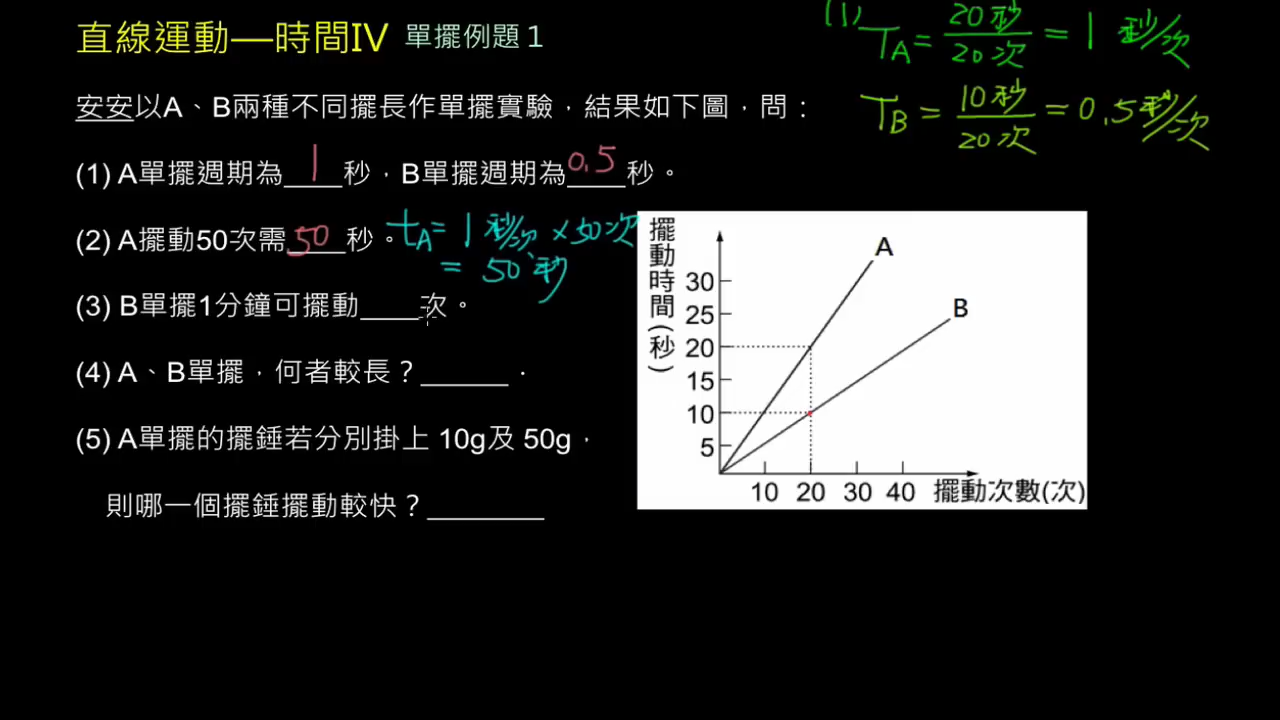 直線運動—時間IV 單擺例題1
(1) T_A = 20秒/20次 = 1 秒/次
T_B = 10秒/20次 = 0.5秒/次
安安以A、B兩種不同擺長作單擺實驗，結果如下圖，問：
(1) A單擺週期為 1 秒，B單擺週期為 0.5 秒。
(2) A擺動50次需 50 秒。 t_A = 1 秒/次 × 50次
= 50 秒
(3) B單擺1分鐘可擺動____次。
(4) A、B單擺，何者較長？______．
(5) A單擺的擺錘若分別掛上 10g及 50g，
則哪一個擺錘擺動較快？________
擺動時間(秒)
30
25
20
15
10
5
A
B
10 20 30 40 擺動次數(次)